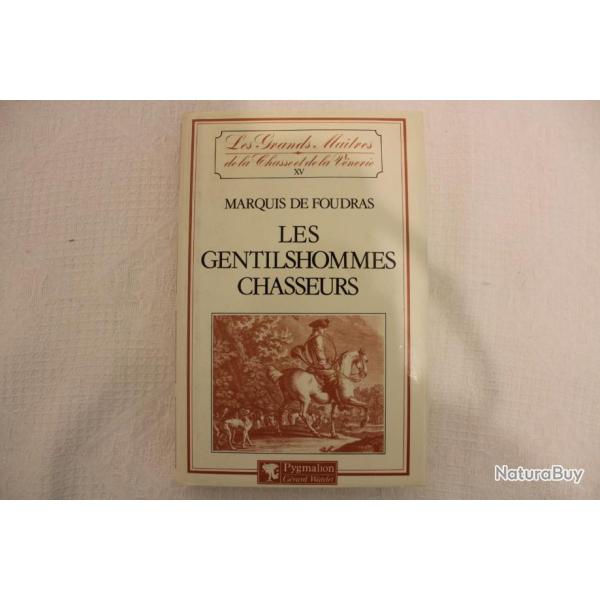 Les Grands Maîtres
de la Chasse et de la Vénerie
XV
MARQUIS DE FOUDRAS
LES
GENTILSHOMMES
CHASSEURS
Pygmalion
Gérard Watelet
NaturaBuy